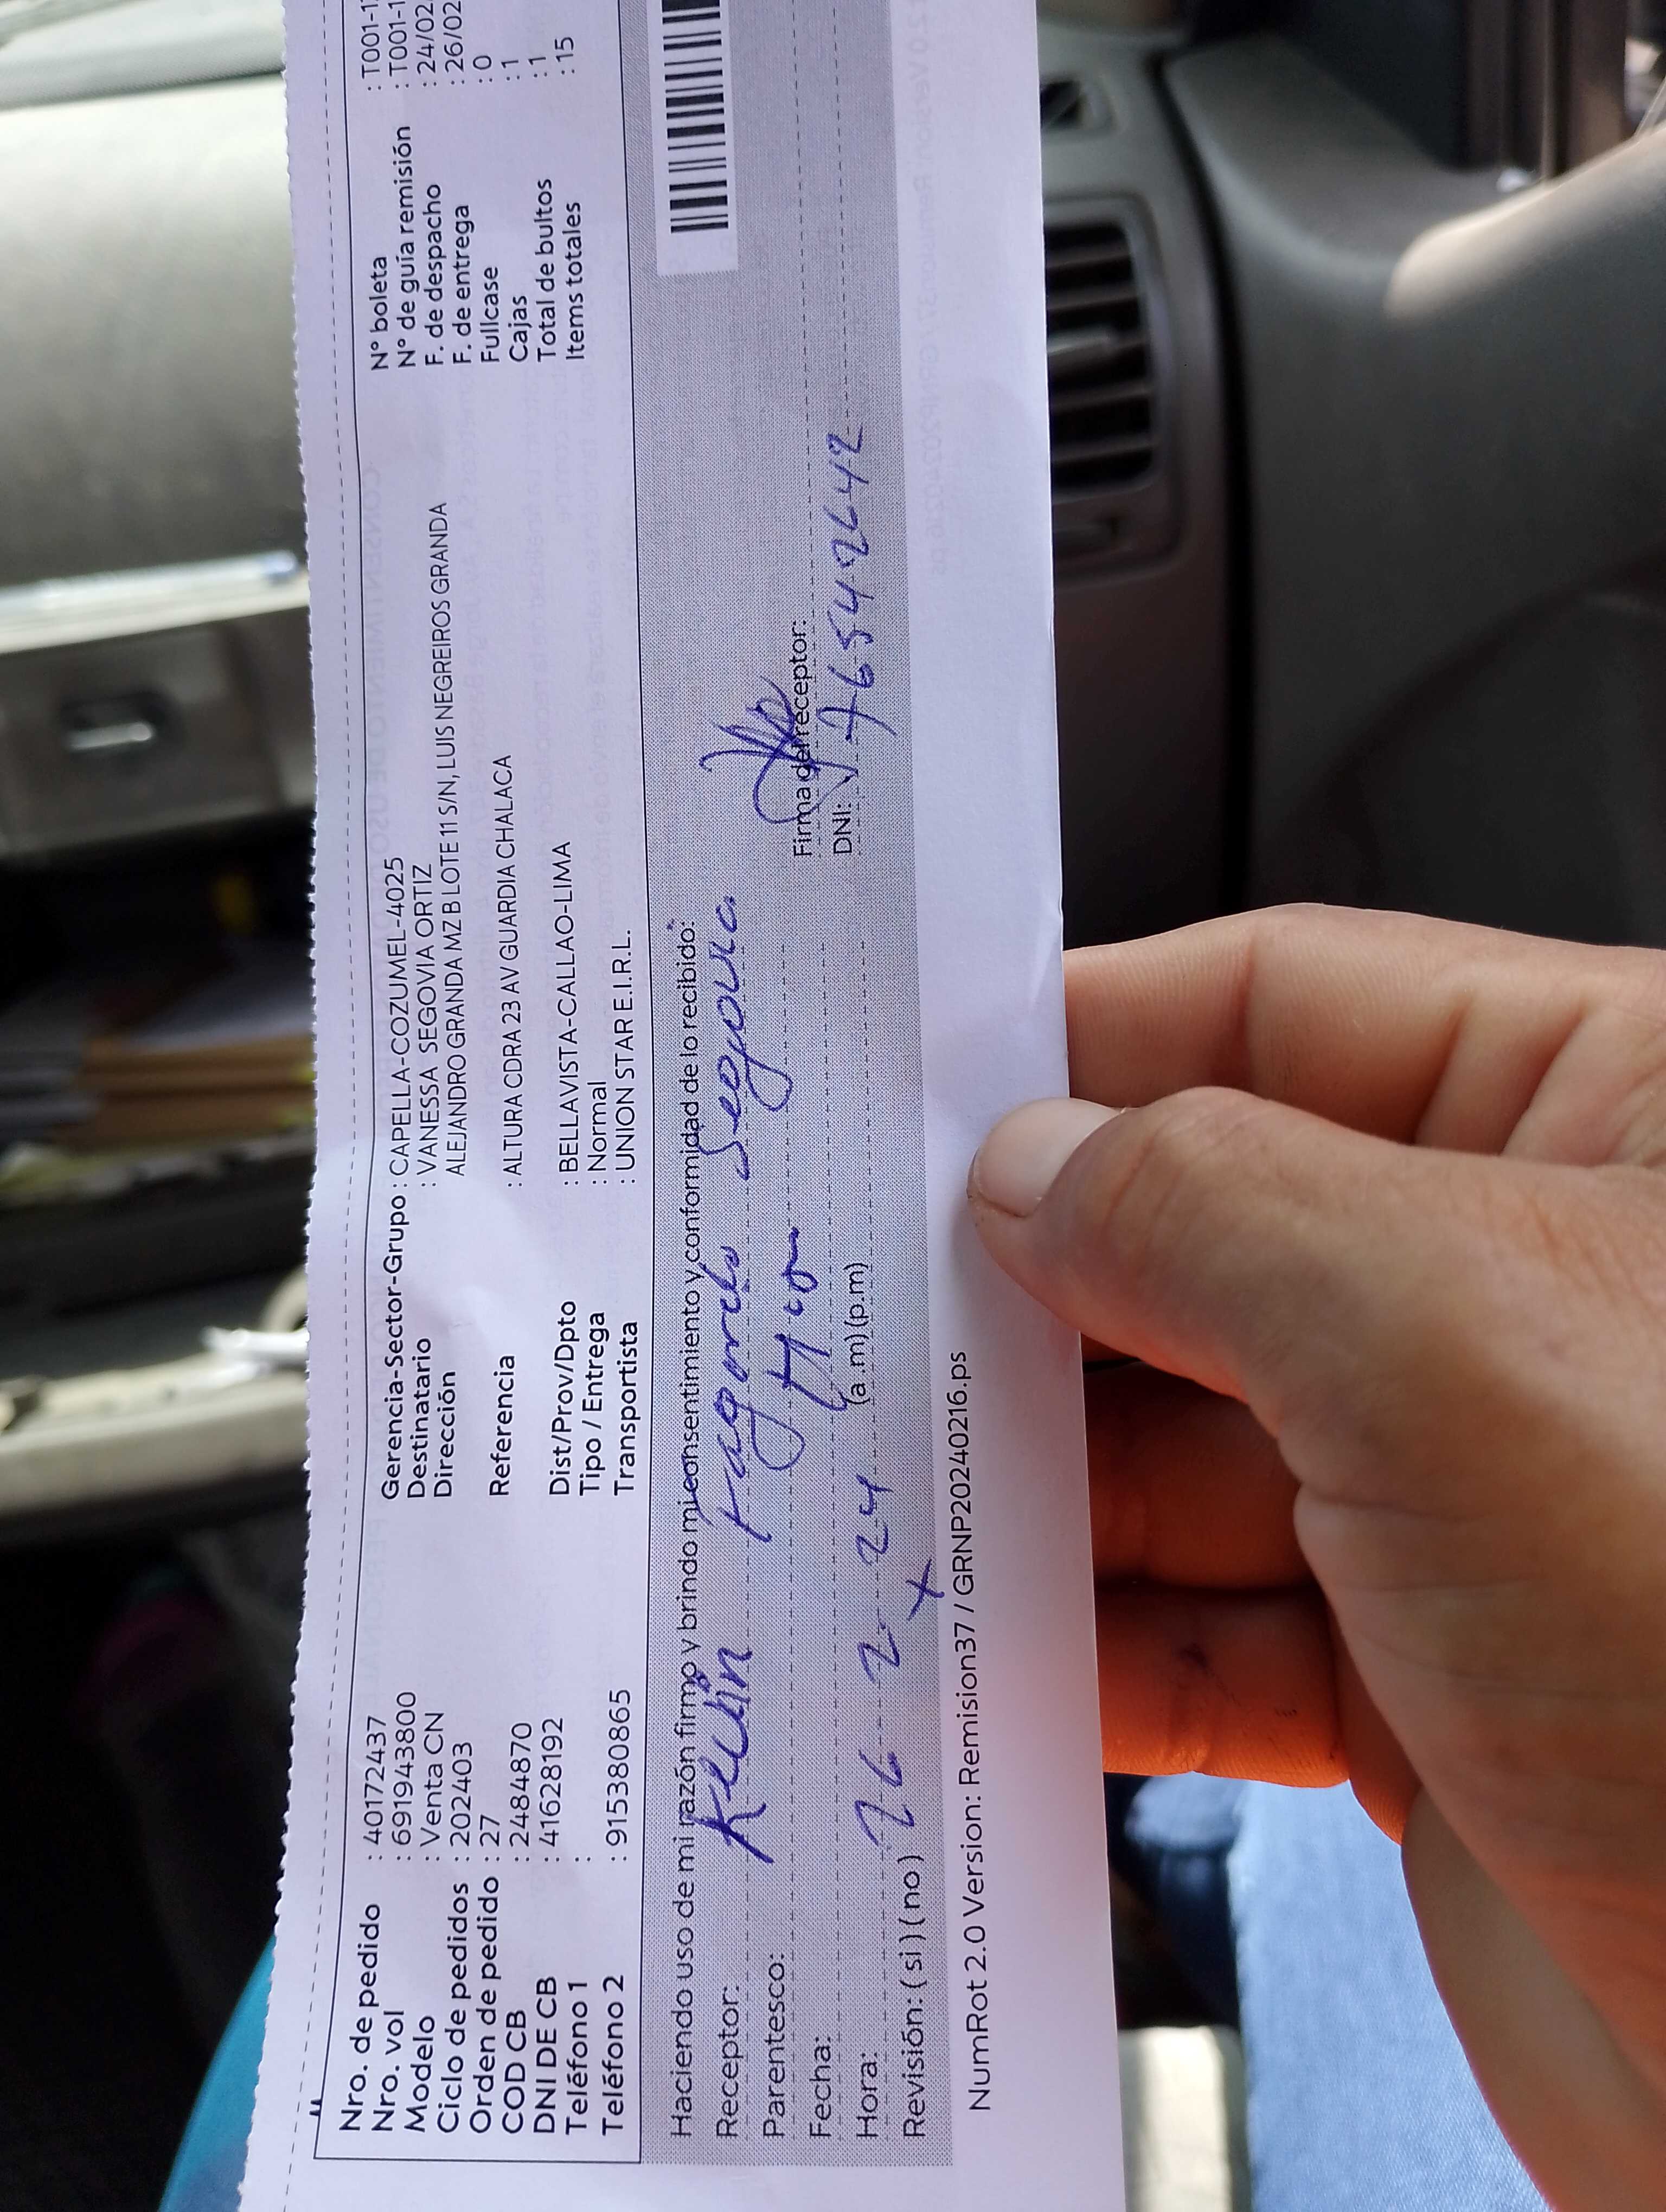 Nro. de pedido : 40172437
Nro. vol : 6919943800
Modelo : Venta CN
Ciclo de pedidos : 202403
Orden de pedido : 27
COD CB : 2484870
DNI DE CB : 41628192
Teléfono 1 :
Teléfono 2 : 915380865
Gerencia-Sector-Grupo : CAPELLA-COZUMEL-4025
Destinatario : VANESSA SEGOVIA ORTIZ
Dirección ALEJANDRO GRANDA MZ B LOTE 11 S/N, LUIS NEGREIROS GRANDA
Referencia : ALTURA CDRA 23 AV GUARDIA CHALACA
Dist/Prov/Dpto : BELLAVISTA-CALLAO-LIMA
Tipo / Entrega : Normal
Transportista : UNION STAR E.I.R.L.
N° boleta : T001-1
N° de guía remisión : T001-1
F. de despacho : 24/02
F. de entrega : 26/02
Fullcase : 0
Cajas : 1
Total de bultos : 1
Items totales : 15
Haciendo uso de mi razón firmo y brindo mi consentimiento y conformidad de lo recibido:
Receptor: Kelvin Segovia
Parentesco:
Fecha:
Hora: 26 - 2 - 24 (a.m) (p.m)
Revisión: (si) (no) X
Firma del receptor:
DNI: 76542642
NumRot 2.0 Version: Remision37 / GRNP20240216.ps